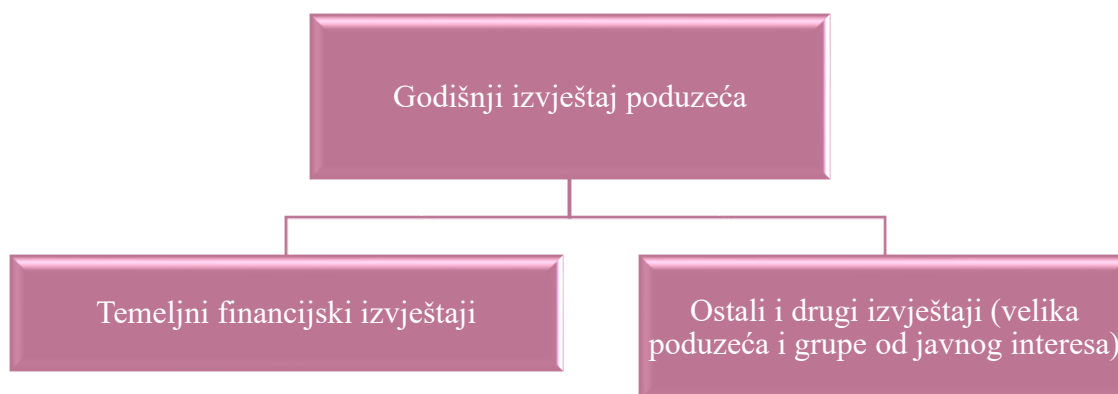 Godišnji izvještaj poduzeća
Temeljni financijski izvještaji
Ostali i drugi izvještaji (velika
poduzeća i grupe od javnog interesa)